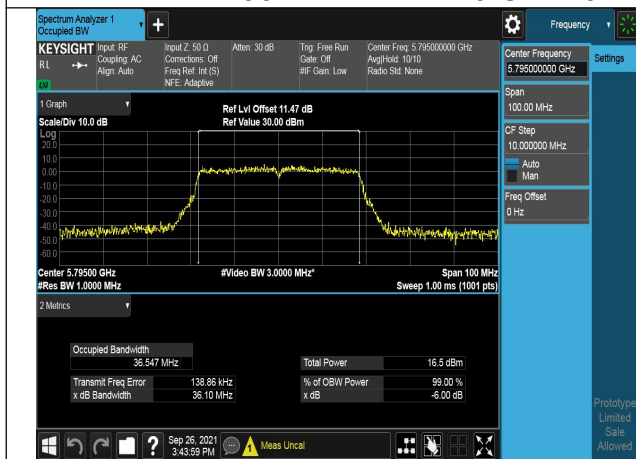 Spectrum Analyzer 1
Occupied BW
+
Frequency
KEYSIGHT
RL
Input: RF
Coupling: AC
Align: Auto
Input Z: 50 Ω
Corrections: Off
Freq Ref: Int (S)
NFE: Adaptive
Atten: 30 dB
Trig: Free Run
Gate: Off
#IF Gain: Low
Center Freq: 5.795000000 GHz
Avg|Hold: 10/10
Radio Std: None
Center Frequency
5.795000000 GHz
Settings
Span
100.00 MHz
CF Step
10.000000 MHz
Auto
Man
Freq Offset
0 Hz
1 Graph
Ref Lvl Offset 11.47 dB
Scale/Div 10.0 dB
Ref Value 30.00 dBm
Log
20.0
10.0
0.00
-10.0
-20.0
-30.0
-40.0
-50.0
-60.0
Center 5.79500 GHz
#Video BW 3.0000 MHz*
Span 100 MHz
#Res BW 1.0000 MHz
Sweep 1.00 ms (1001 pts)
2 Metrics
Occupied Bandwidth
36.547 MHz
Total Power
16.5 dBm
Transmit Freq Error
138.86 kHz
% of OBW Power
99.00 %
x dB Bandwidth
36.10 MHz
x dB
-6.00 dB
Prototype
Limited
Sale
Allowed
?
Sep 26, 2021
3:43:59 PM
1
Meas Uncal